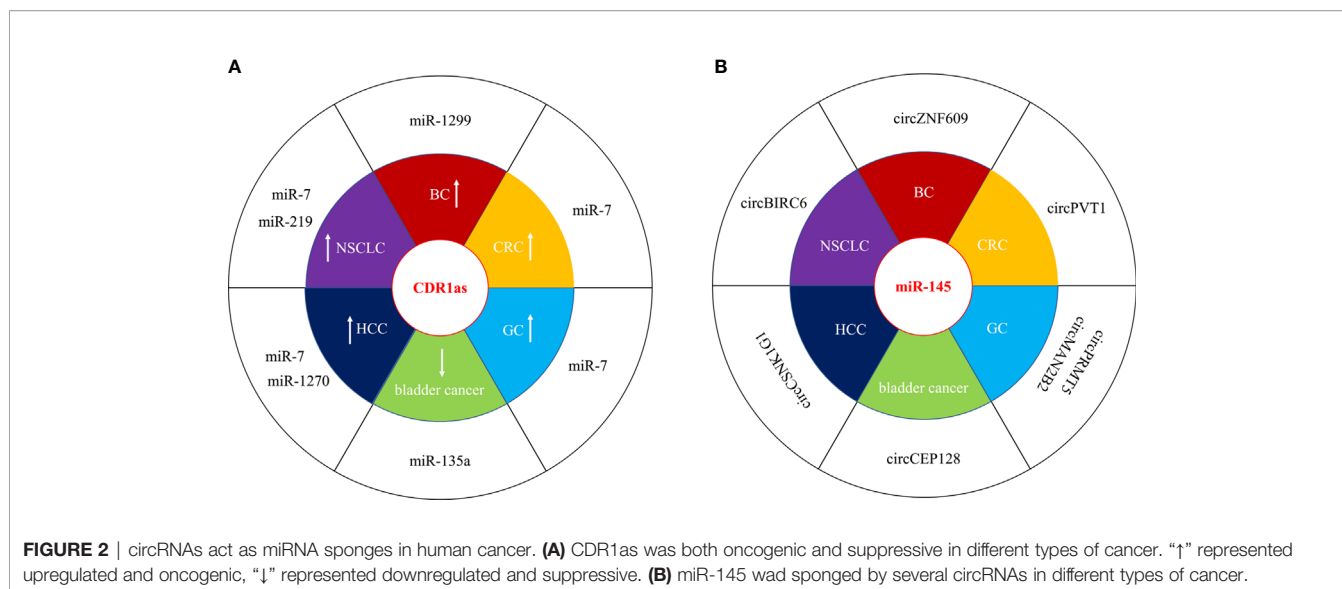 A
miR-1299
miR-7
miR-219
BC ↑
miR-7
↑ NSCLC
CRC ↑
CDR1as
↑ HCC
GC ↑
miR-7
miR-1270
↓
bladder cancer
miR-7
miR-135a
B
circZNF609
circBIRC6
BC
circPVT1
NSCLC
CRC
miR-145
HCC
GC
circCSNK1G1
bladder cancer
circPRMT5
circMAN2B2
circCEP128
FIGURE 2 | circRNAs act as miRNA sponges in human cancer. (A) CDR1as was both oncogenic and suppressive in different types of cancer. “↑” represented
upregulated and oncogenic, “↓” represented downregulated and suppressive. (B) miR-145 wad sponged by several circRNAs in different types of cancer.